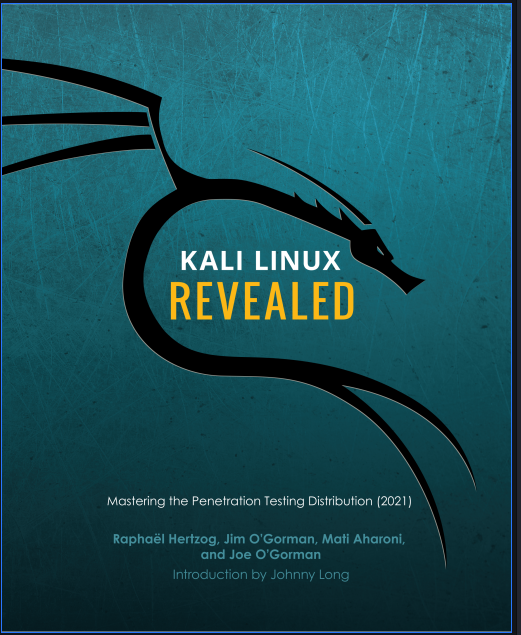 KALI LINUX
REVEALED
Mastering the Penetration Testing Distribution (2021)
Raphaël Hertzog, Jim O'Gorman, Mati Aharoni,
and Joe O'Gorman
Introduction by Johnny Long